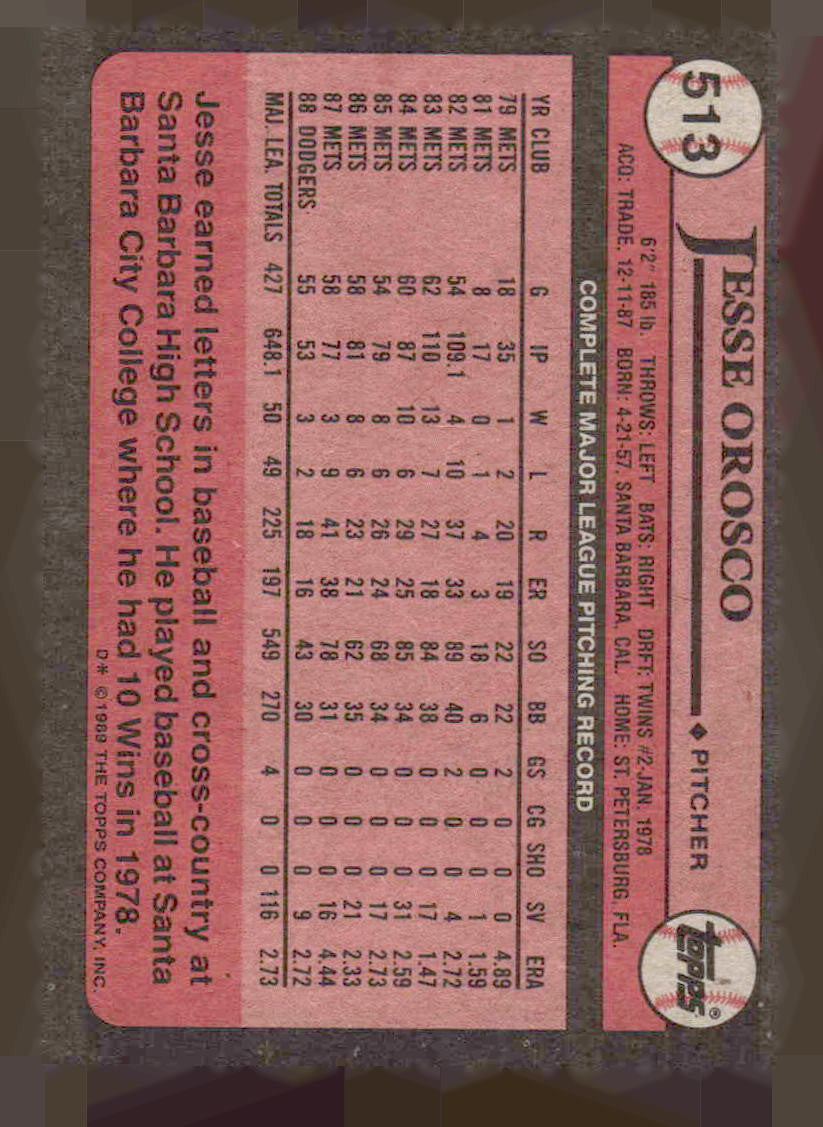 513
JESSE OROSCO
♦ PITCHER
topps®
6'2" 185 lb. THROWS: LEFT BATS: RIGHT DRFT: TWINS #2-JAN. 1978
ACQ: TRADE, 12-11-87 BORN: 4-21-57, SANTA BARBARA, CAL. HOME: ST. PETERSBURG, FLA.
COMPLETE MAJOR LEAGUE PITCHING RECORD
YR CLUB G IP W L R ER SO BB GS CG SHO SV ERA
79 METS 18 35 1 2 20 19 22 22 2 0 0 0 4.89
81 METS 8 17 0 1 4 3 18 6 0 0 0 1 1.59
82 METS 54 109.1 4 10 37 33 89 40 2 0 0 4 2.72
83 METS 62 110 13 7 27 18 84 38 0 0 0 17 1.47
84 METS 60 87 10 6 29 25 85 34 0 0 0 31 2.59
85 METS 54 79 8 6 26 24 68 34 0 0 0 17 2.73
86 METS 58 81 8 6 23 21 62 35 0 0 0 21 2.33
87 METS 58 77 3 9 41 38 78 31 0 0 0 16 4.44
88 DODGERS 55 53 3 2 18 16 43 30 0 0 0 9 2.72
MAJ. LEA. TOTALS 427 648.1 50 49 225 197 549 270 4 0 0 116 2.73
Jesse earned letters in baseball and cross-country at
Santa Barbara High School. He played baseball at Santa
Barbara City College where he had 10 Wins in 1978.
D* ©1989 THE TOPPS COMPANY, INC.